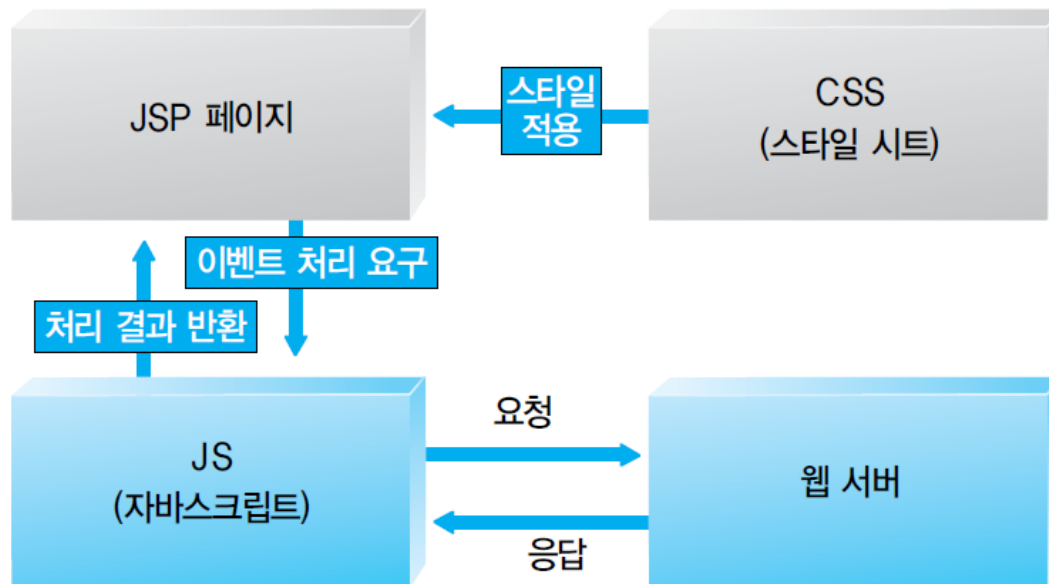 JSP 페이지
스타일
적용
CSS
(스타일 시트)
이벤트 처리 요구
처리 결과 반환
JS
(자바스크립트)
요청
응답
웹 서버